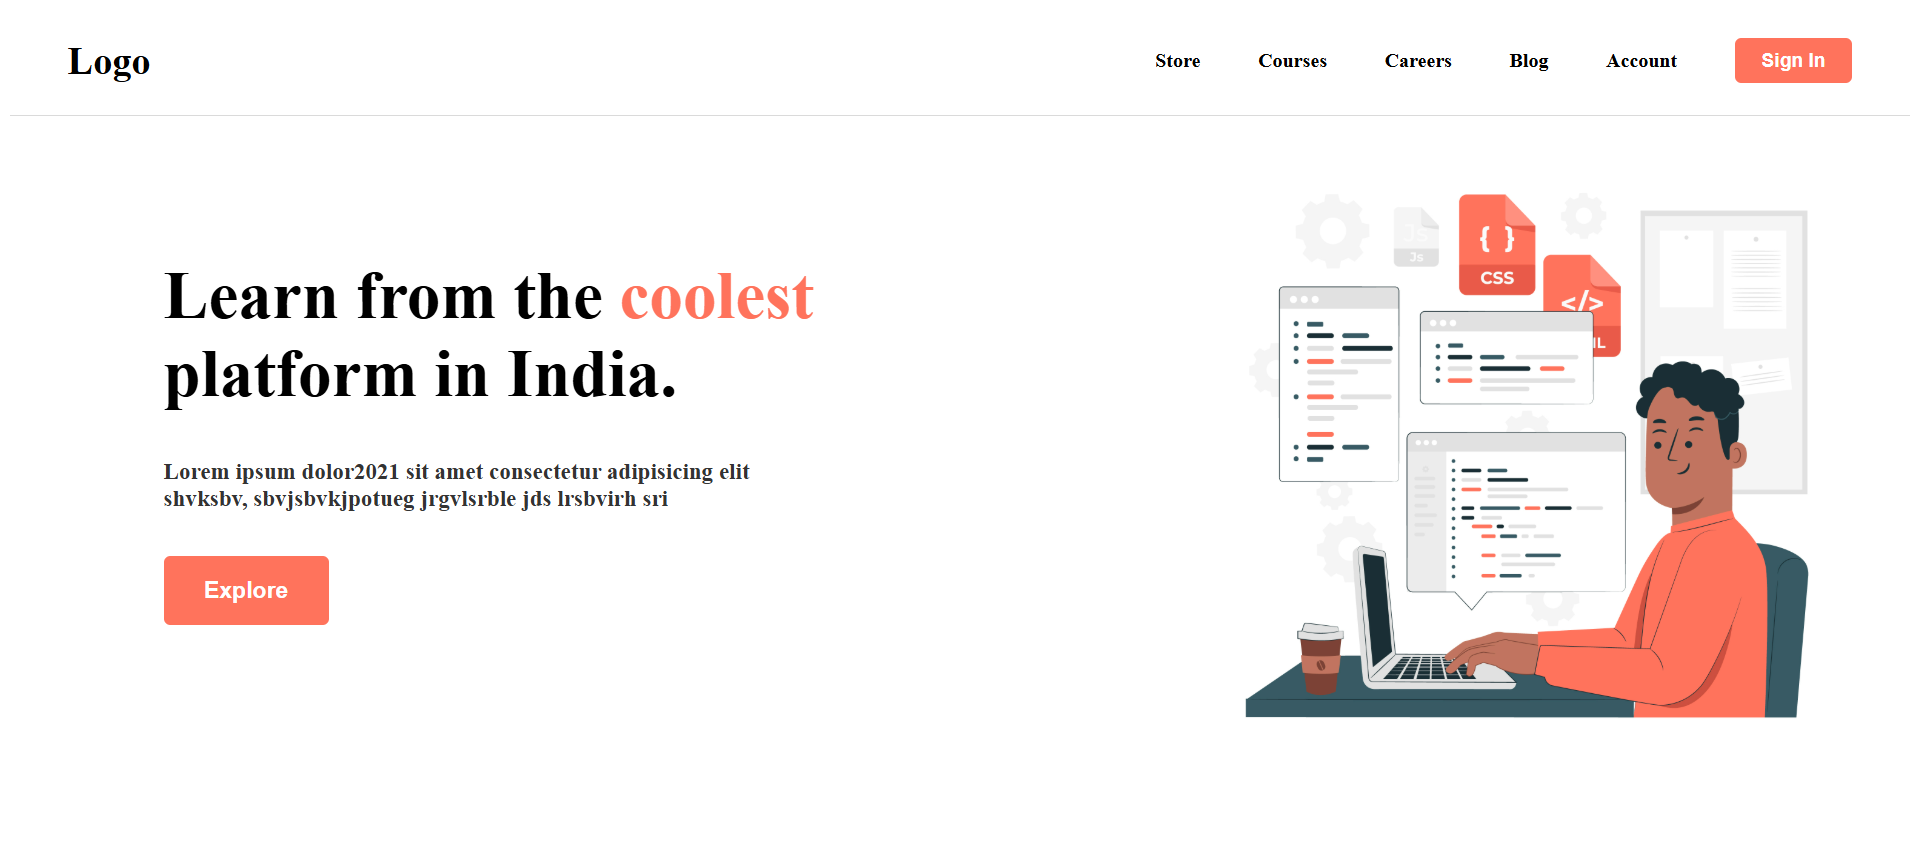 Logo
Store
Courses
Careers
Blog
Account
Sign In
Learn from the coolest
platform in India.
Lorem ipsum dolor2021 sit amet consectetur adipisicing elit
shvksbv, sbvjsbvkjpotueg jrgvlsrble jds lrsbvirh sri
Explore
Js
Js
{ }
CSS
</>